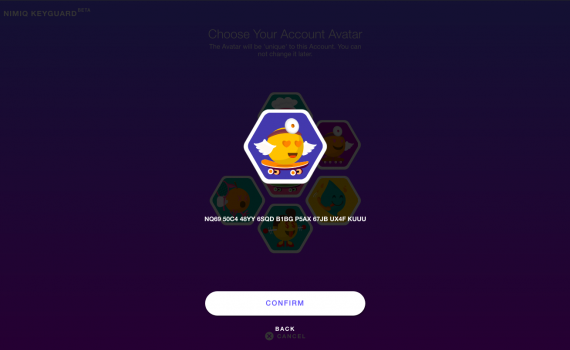 NIMIQ KEYGUARD BETA
Choose Your Account Avatar
The Avatar will be 'unique' to this Account. You can
not change it later.
NQ69 50C4 48YY 6SQD B1BG P5AX 67JB UX4F KUUU
CONFIRM
BACK
CANCEL